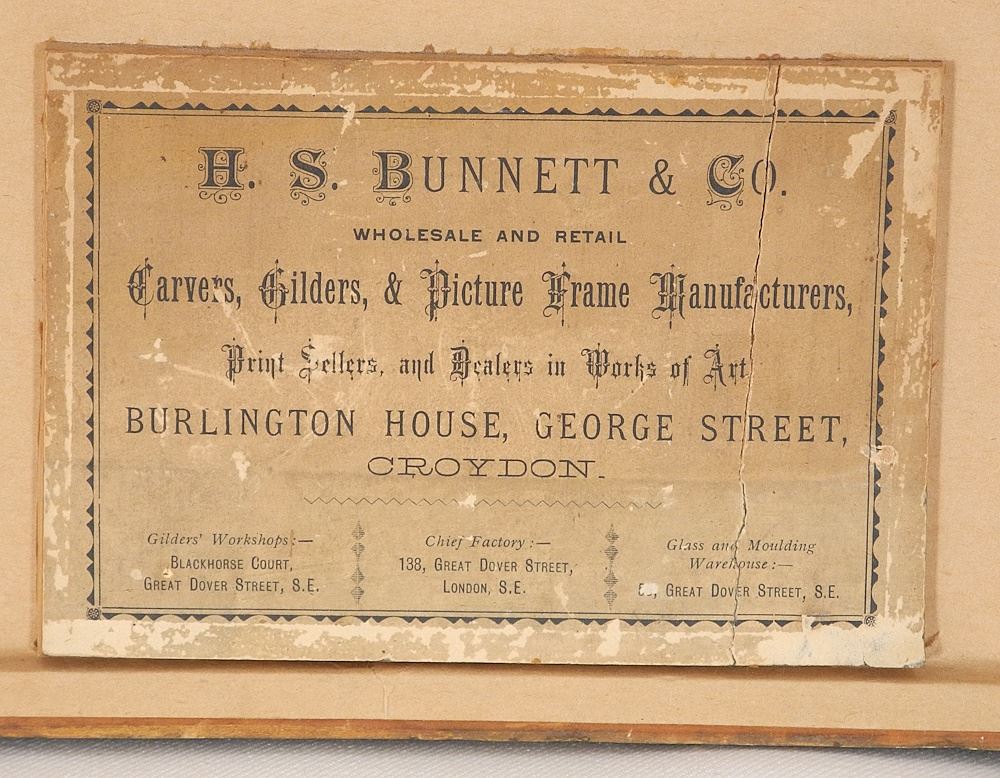 H. S. BUNNETT & CO.
WHOLESALE AND RETAIL
Carvers, Gilders, & Picture Frame Manufacturers,
Print Sellers, and Dealers in Works of Art
BURLINGTON HOUSE, GEORGE STREET,
CROYDON.
Gilders' Workshops:—
BLACKHORSE COURT,
GREAT DOVER STREET, S.E.
Chief Factory:—
138, GREAT DOVER STREET,
LONDON, S.E.
Glass and Moulding
Warehouse:—
GREAT DOVER STREET, S.E.